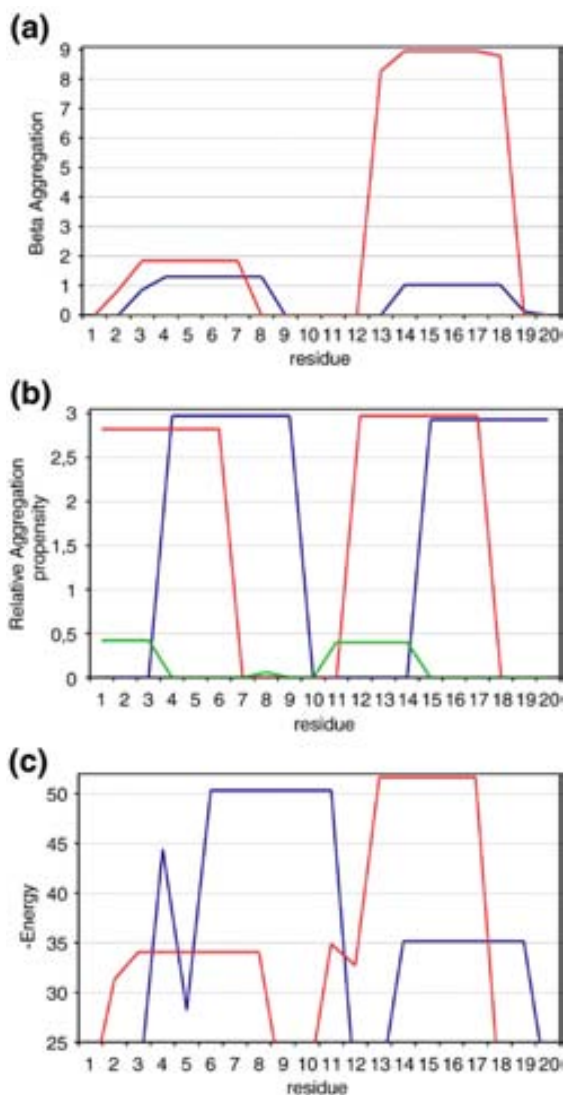 (a)
9
8
7
6
5
4
3
2
1
0
Beta Aggregation
1 2 3 4 5 6 7 8 9 10 11 12 13 14 15 16 17 18 19 20
residue
(b)
3
2,5
2
1,5
1
0,5
0
Relative Aggregation
propensity
1 2 3 4 5 6 7 8 9 10 11 12 13 14 15 16 17 18 19 20
residue
(c)
50
45
40
35
30
25
-Energy
1 2 3 4 5 6 7 8 9 10 11 12 13 14 15 16 17 18 19 20
residue